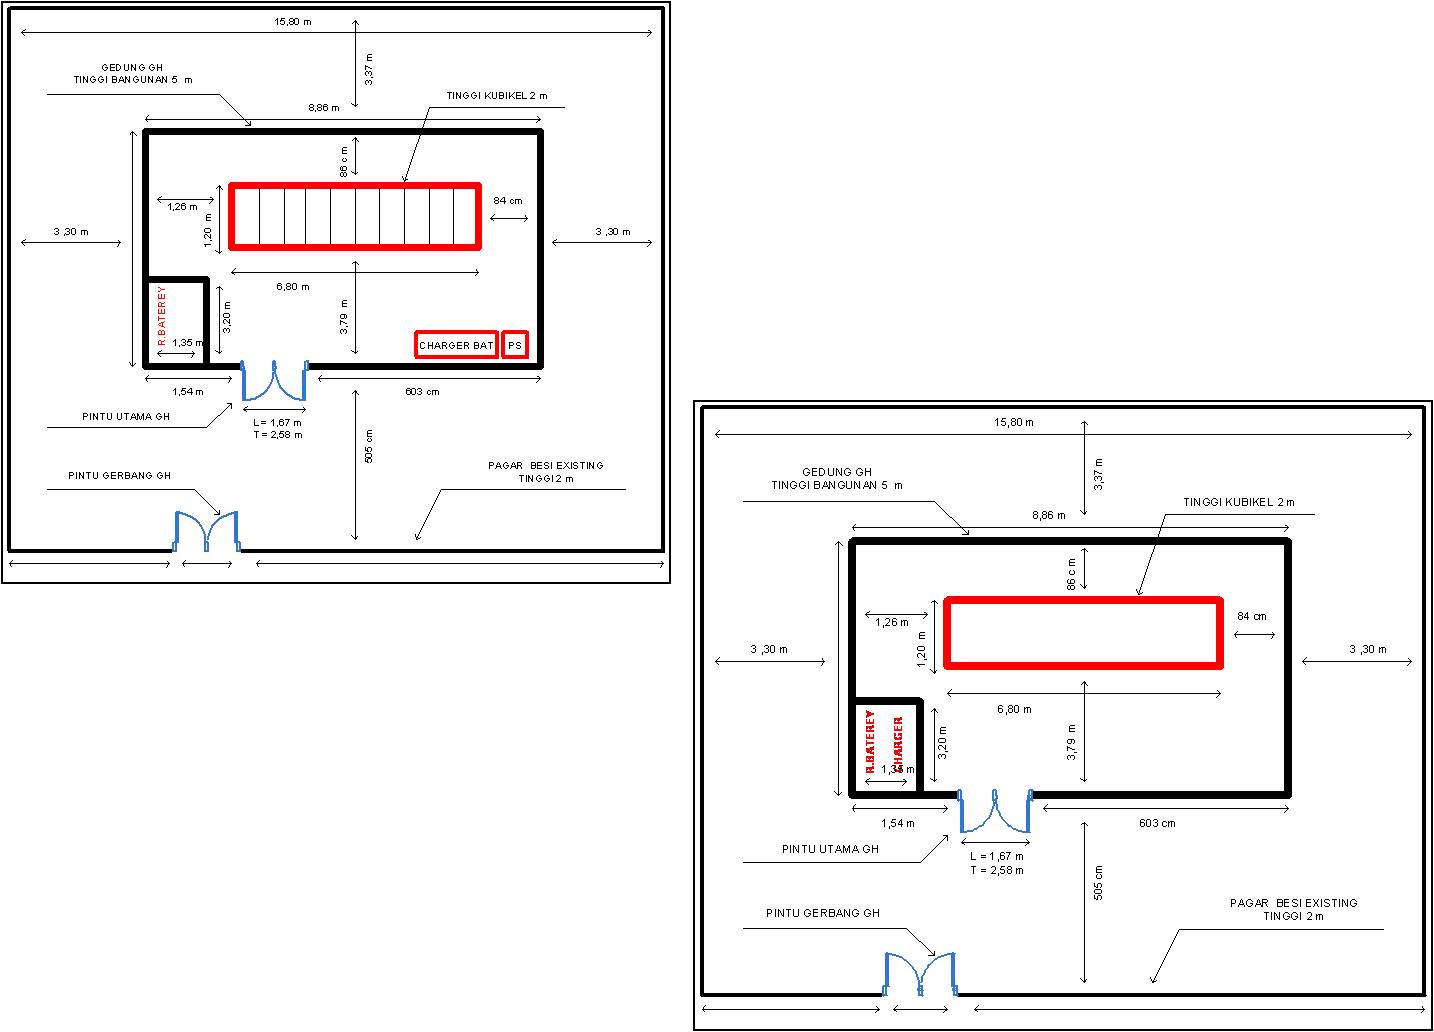 15,80 m
3,37 m
GEDUNG GH
TINGGI BANGUNAN 5 m
TINGGI KUBIKEL 2 m
8,86 m
86 c m
1,26 m
1,20 m
84 cm
3 ,30 m
3 ,30 m
6,80 m
R.BATEREY
3,20 m
3,79 m
1,35 m
CHARGER BAT
PS
1,54 m
603 cm
PINTU UTAMA GH
L = 1,67 m
T = 2,58 m
505 cm
PINTU GERBANG GH
PAGAR BESI EXISTING
TINGGI 2 m
15,80 m
3,37 m
GEDUNG GH
TINGGI BANGUNAN 5 m
TINGGI KUBIKEL 2 m
8,86 m
86 c m
1,26 m
1,20 m
84 cm
3 ,30 m
3 ,30 m
6,80 m
R.BATEREY
CHARGER
3,20 m
3,79 m
1,35 m
1,54 m
603 cm
PINTU UTAMA GH
L = 1,67 m
T = 2,58 m
505 cm
PINTU GERBANG GH
PAGAR BESI EXISTING
TINGGI 2 m